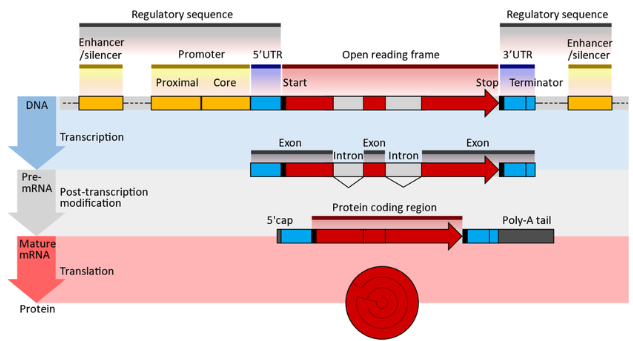 Regulatory sequence
Regulatory sequence
Enhancer
/silencer
Promoter
5'UTR
Open reading frame
3'UTR
Enhancer
/silencer
Proximal
Core
Start
Stop
Terminator
DNA
Transcription
Exon
Exon
Exon
Intron
Intron
Pre-
mRNA
Post-transcription
modification
Protein coding region
5'cap
Poly-A tail
Mature
mRNA
Translation
Protein